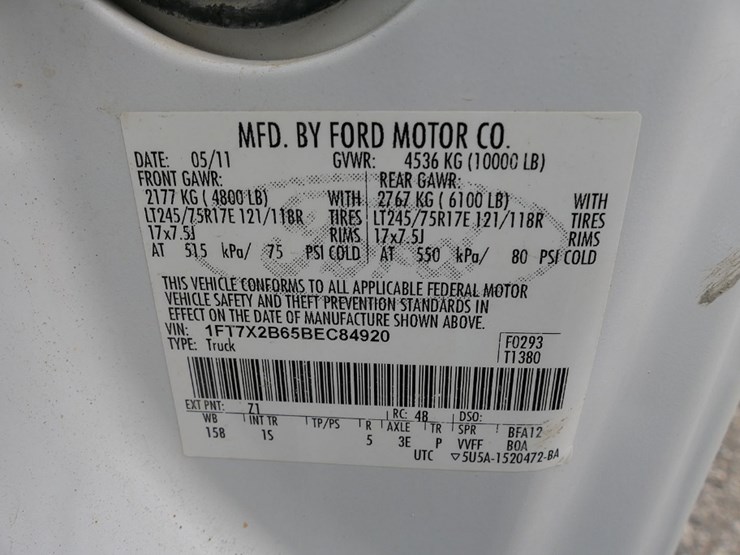 MFD. BY FORD MOTOR CO.
DATE: 05/11 GVWR: 4536 KG (10000 LB)
FRONT GAWR: REAR GAWR:
2177 KG ( 4800 LB) WITH 2767 KG ( 6100 LB) WITH
LT245/75R17E 121/118R TIRES LT245/75R17E 121/118R TIRES
17x7.5J RIMS 17x7.5J RIMS
AT 515 kPa/ 75 PSI COLD AT 550 kPa/ 80 PSI COLD
Ford
THIS VEHICLE CONFORMS TO ALL APPLICABLE FEDERAL MOTOR
VEHICLE SAFETY AND THEFT PREVENTION STANDARDS IN
EFFECT ON THE DATE OF MANUFACTURE SHOWN ABOVE.
VIN: 1FT7X2B65BEC84920
TYPE: Truck
F0293
T1380
EXT PNT: Z1 RC: 48 DSO:
WB INT TR TP/PS R AXLE TR SPR BFA12
158 1S 5 3E P VVFF BOA
UTC ▽5U5A-1520472-BA